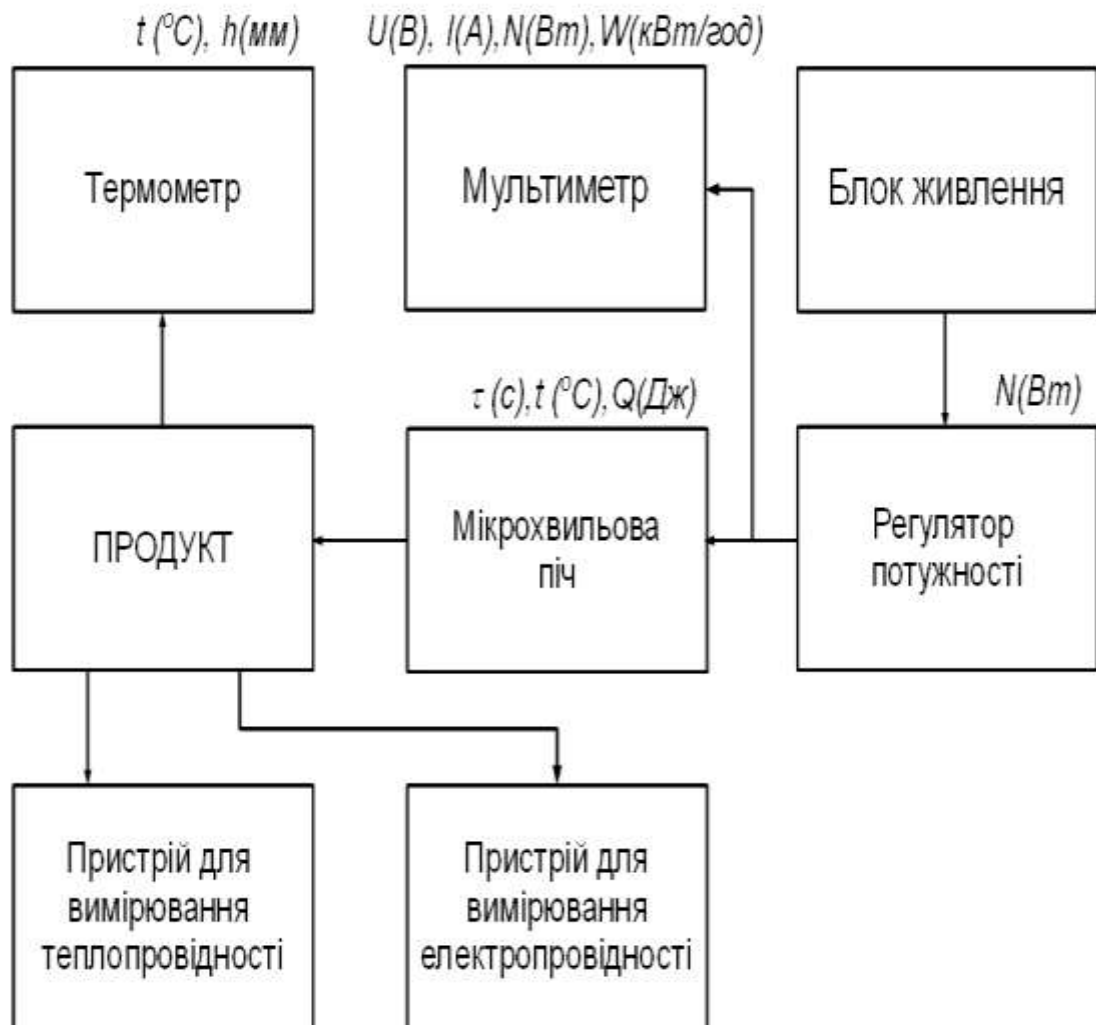 t (°C), h(мм)
U(В), I(А),N(Вт),W(кВт/год)
Термометр
Мультиметр
Блок живлення
τ (с),t (°C),Q(Дж)
N(Вт)
ПРОДУКТ
Мікрохвильова
піч
Регулятор
потужності
Пристрій для
вимірювання
теплопровідності
Пристрій для
вимірювання
електропровідності